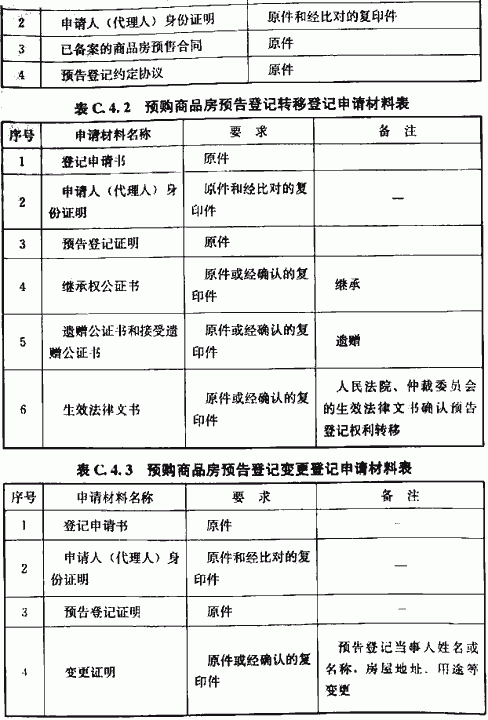 2 申请人（代理人）身份证明 原件和经比对的复印件
3 已备案的商品房预售合同 原件
4 预告登记约定协议 原件
表 C.4.2 预购商品房预告登记转移登记申请材料表
序号 申请材料名称 要 求 备 注
1 登记申请书 原件
2 申请人（代理人）身
份证明
原件和经比对的复
印件
—
3 预告登记证明 原件
4 继承权公证书
原件或经确认的复
印件
继承
5
遗赠公证书和接受遗
赠公证书
原件或经确认的复
印件
遗赠
6 生效法律文书
原件或经确认的复
印件
人民法院、仲裁委员会
的生效法律文书确认预告
登记权利转移
表 C.4.3 预购商品房预告登记变更登记申请材料表
序号 申请材料名称 要 求 备 注
1 登记申请书 原件 —
2
申请人（代理人）身
份证明
原件和经比对的复
印件
—
3 预告登记证明 原件 —
4 变更证明
原件或经确认的复
印件
预告登记当事人姓名或
名称，房屋地址、用途等
变更